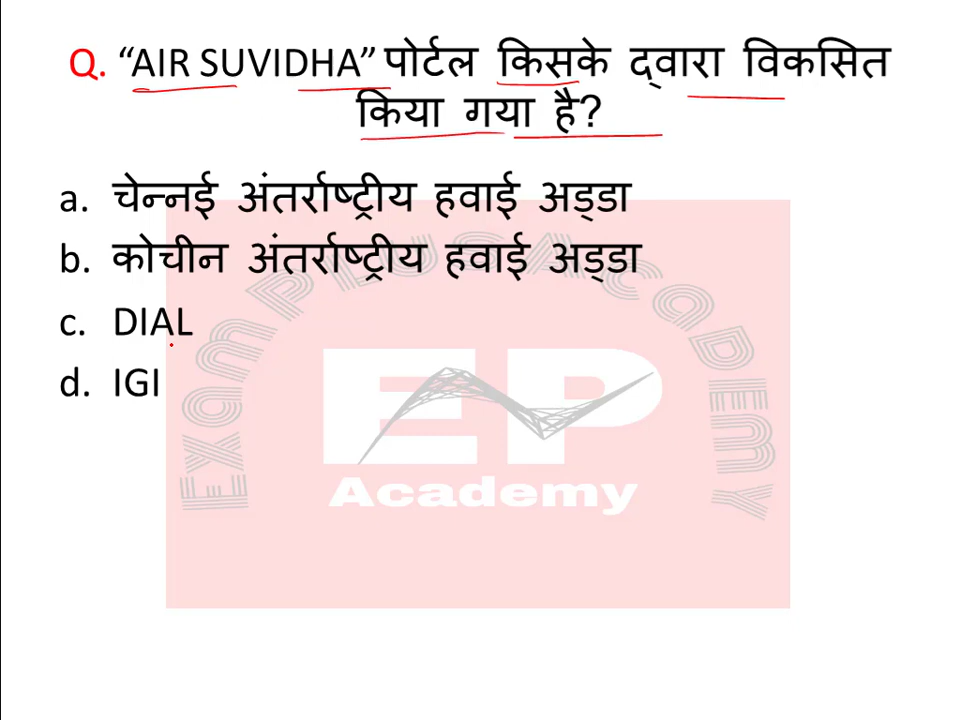 Q. “AIR SUVIDHA” पोर्टल किसके द्वारा विकसित
किया गया है?
a. चेन्नई अंतर्राष्ट्रीय हवाई अड्डा
b. कोचीन अंतर्राष्ट्रीय हवाई अड्डा
c. DIAL
d. IGI
Exam PLUS AcaDEMY
EP
Academy